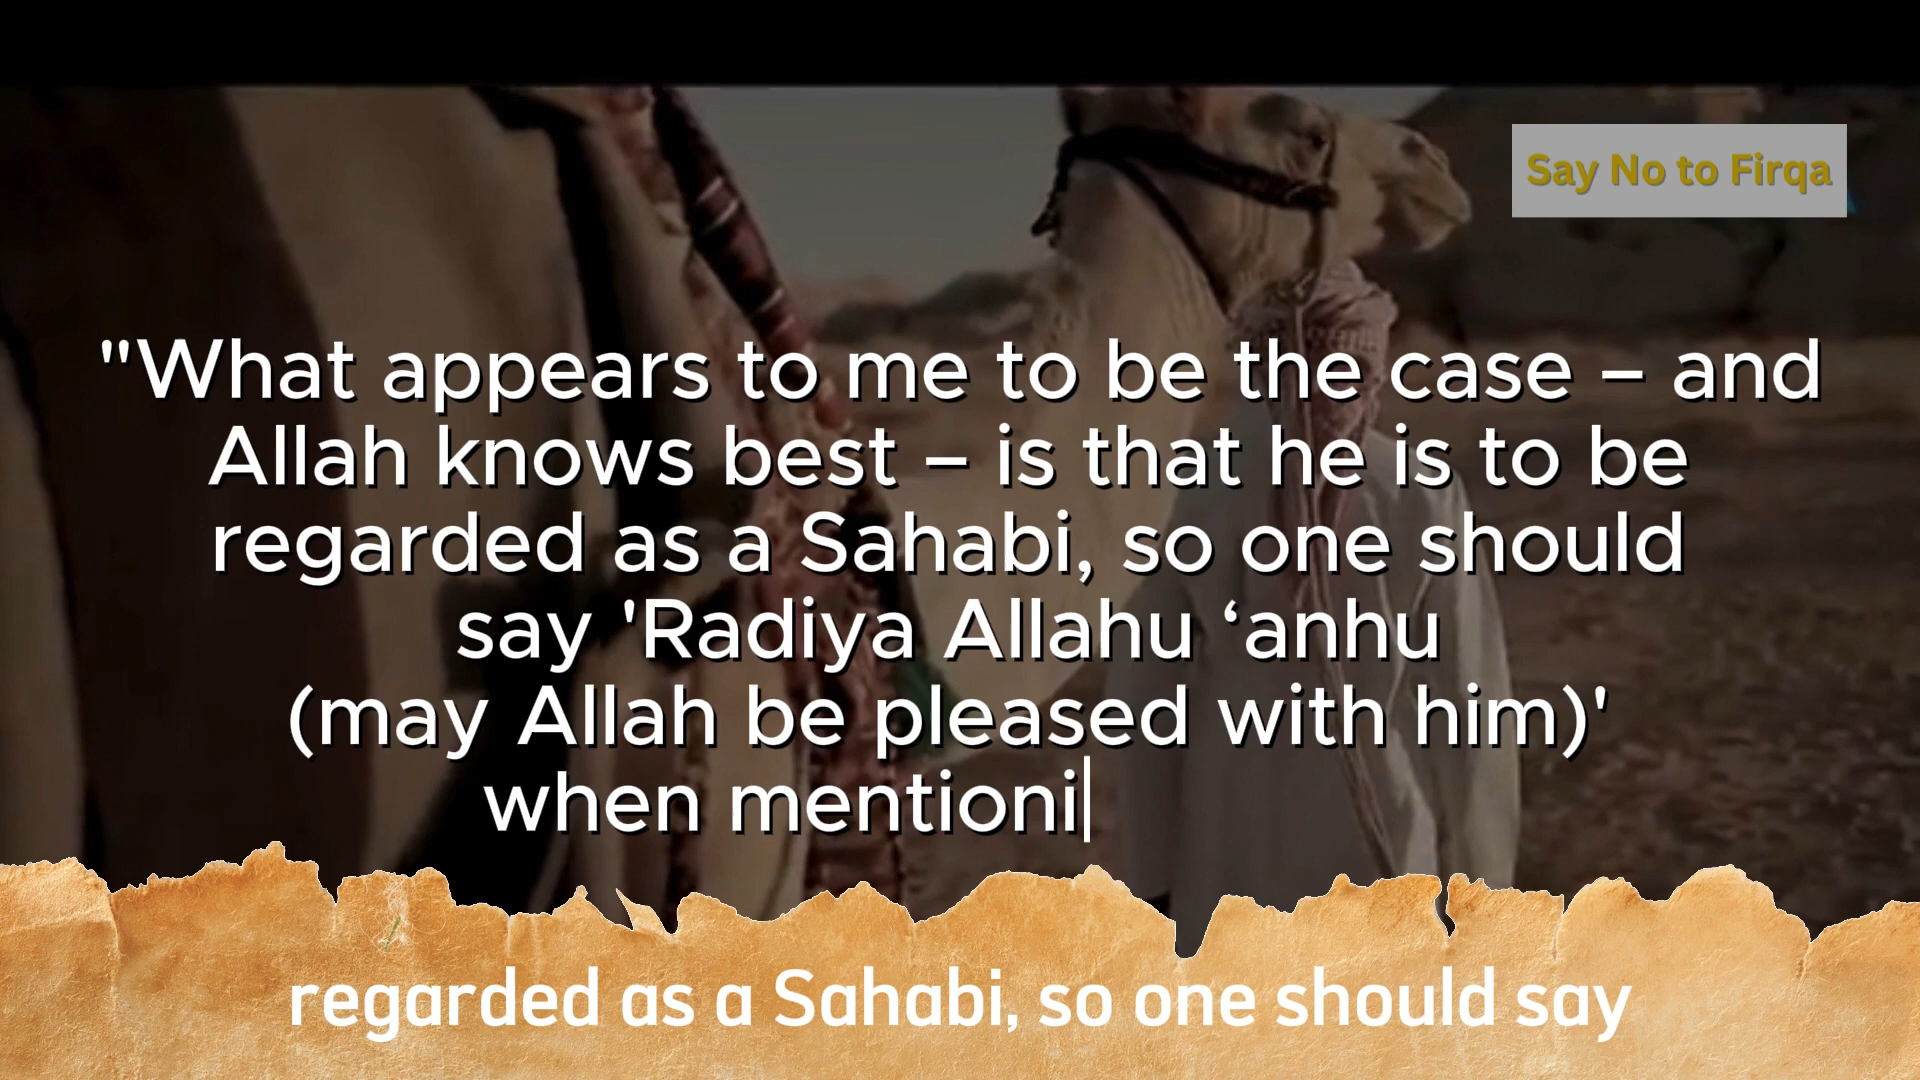 Say No to Firqa
"What appears to me to be the case – and
Allah knows best – is that he is to be
regarded as a Sahabi, so one should
say 'Radiya Allahu ‘anhu
(may Allah be pleased with him)'
when mentioni
regarded as a Sahabi, so one should say